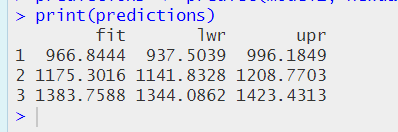 > print(predictions)
fit lwr upr
1 966.8444 937.5039 996.1849
2 1175.3016 1141.8328 1208.7703
3 1383.7588 1344.0862 1423.4313
>